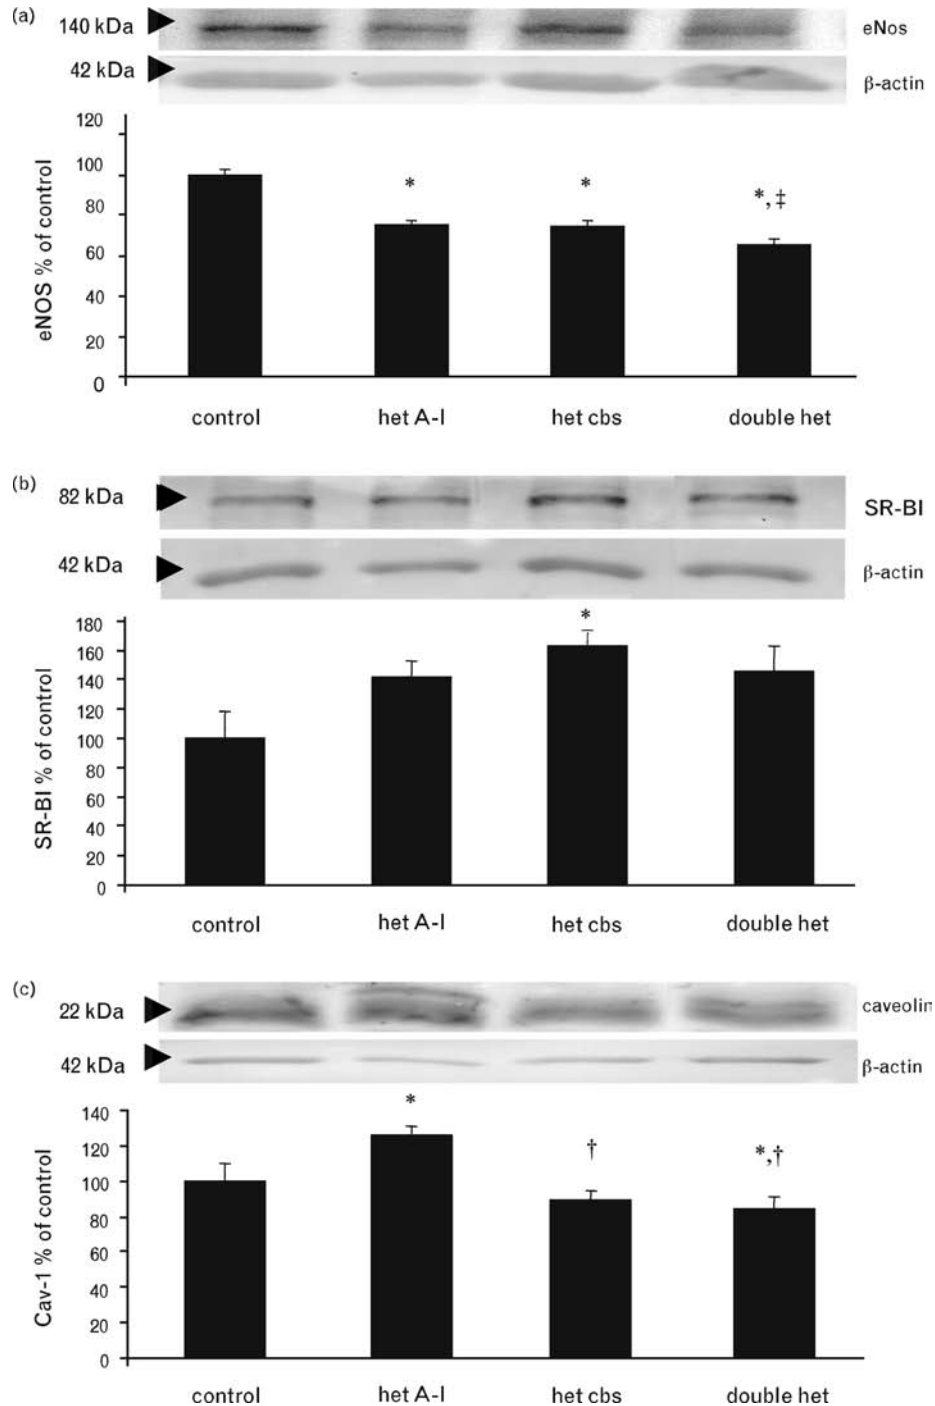 (a)
140 kDa
eNos
42 kDa
β-actin
eNOS % of control
120
100
80
60
40
20
0
*
*
*, ‡
control
het A-I
het cbs
double het
(b)
82 kDa
SR-BI
42 kDa
β-actin
SR-BI % of control
180
160
140
120
100
80
60
40
20
0
*
control
het A-I
het cbs
double het
(c)
22 kDa
caveolin
42 kDa
β-actin
Cav-1 % of control
140
120
100
80
60
40
20
0
*
†
*,†
control
het A-I
het cbs
double het